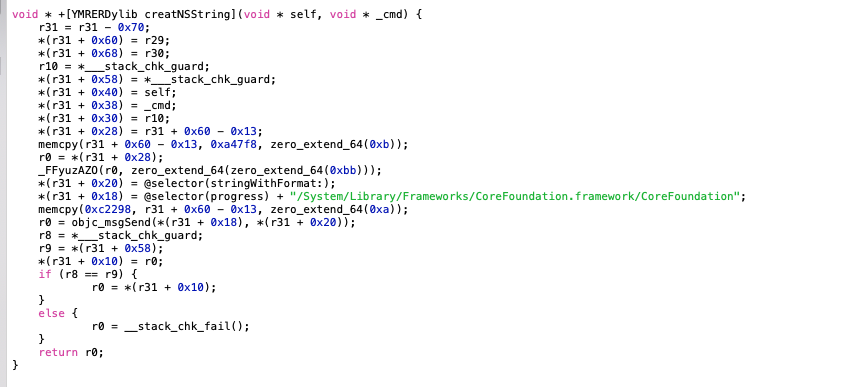 void * +[YMRERDylib creatNSString](void * self, void * _cmd) {
    r31 = r31 - 0x70;
    *(r31 + 0x60) = r29;
    *(r31 + 0x68) = r30;
    r10 = *___stack_chk_guard;
    *(r31 + 0x58) = *___stack_chk_guard;
    *(r31 + 0x40) = self;
    *(r31 + 0x38) = _cmd;
    *(r31 + 0x30) = r10;
    *(r31 + 0x28) = r31 + 0x60 - 0x13;
    memcpy(r31 + 0x60 - 0x13, 0xa47f8, zero_extend_64(0xb));
    r0 = *(r31 + 0x28);
    _FFyuzAZO(r0, zero_extend_64(zero_extend_64(0xbb)));
    *(r31 + 0x20) = @selector(stringWithFormat:);
    *(r31 + 0x18) = @selector(progress) + "/System/Library/Frameworks/CoreFoundation.framework/CoreFoundation";
    memcpy(0xc2298, r31 + 0x60 - 0x13, zero_extend_64(0xa));
    r0 = objc_msgSend(*(r31 + 0x18), *(r31 + 0x20));
    r8 = *___stack_chk_guard;
    r9 = *(r31 + 0x58);
    *(r31 + 0x10) = r0;
    if (r8 == r9) {
            r0 = *(r31 + 0x10);
    }
    else {
            r0 = __stack_chk_fail();
    }
    return r0;
}